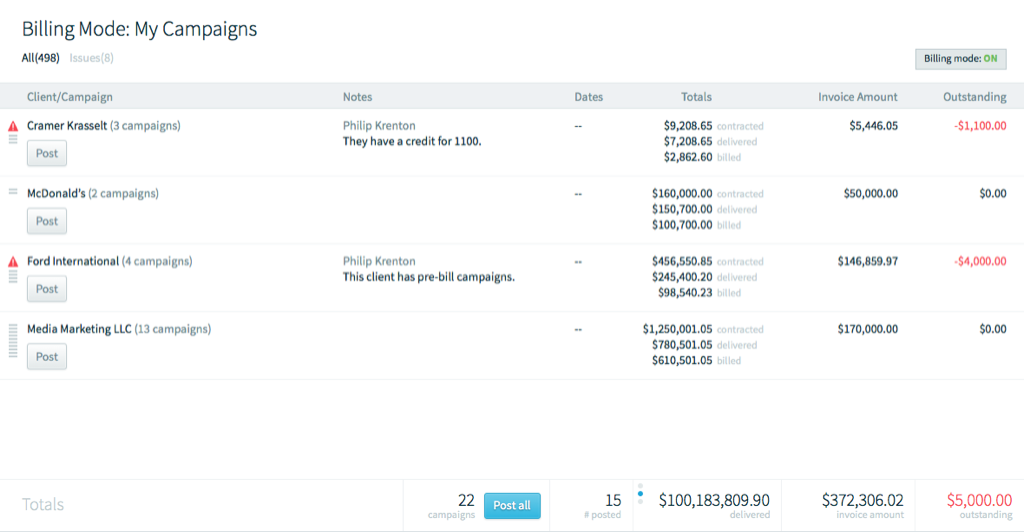 Billing Mode: My Campaigns
All(498) Issues(8)
Billing mode: ON
Client/Campaign Notes Dates Totals Invoice Amount Outstanding
Cramer Krasselt (3 campaigns) Philip Krenton -- $9,208.65 contracted $5,446.05 -$1,100.00
They have a credit for 1100. $7,208.65 delivered
Post $2,862.60 billed
McDonald's (2 campaigns) -- $160,000.00 contracted $50,000.00 $0.00
$150,700.00 delivered
Post $100,700.00 billed
Ford International (4 campaigns) Philip Krenton -- $456,550.85 contracted $146,859.97 -$4,000.00
This client has pre-bill campaigns. $245,400.20 delivered
Post $98,540.23 billed
Media Marketing LLC (13 campaigns) -- $1,250,001.05 contracted $170,000.00 $0.00
$780,501.05 delivered
Post $610,501.05 billed
Totals 22 Post all 15 $100,183,809.90 $372,306.02 $5,000.00
campaigns # posted delivered invoice amount outstanding